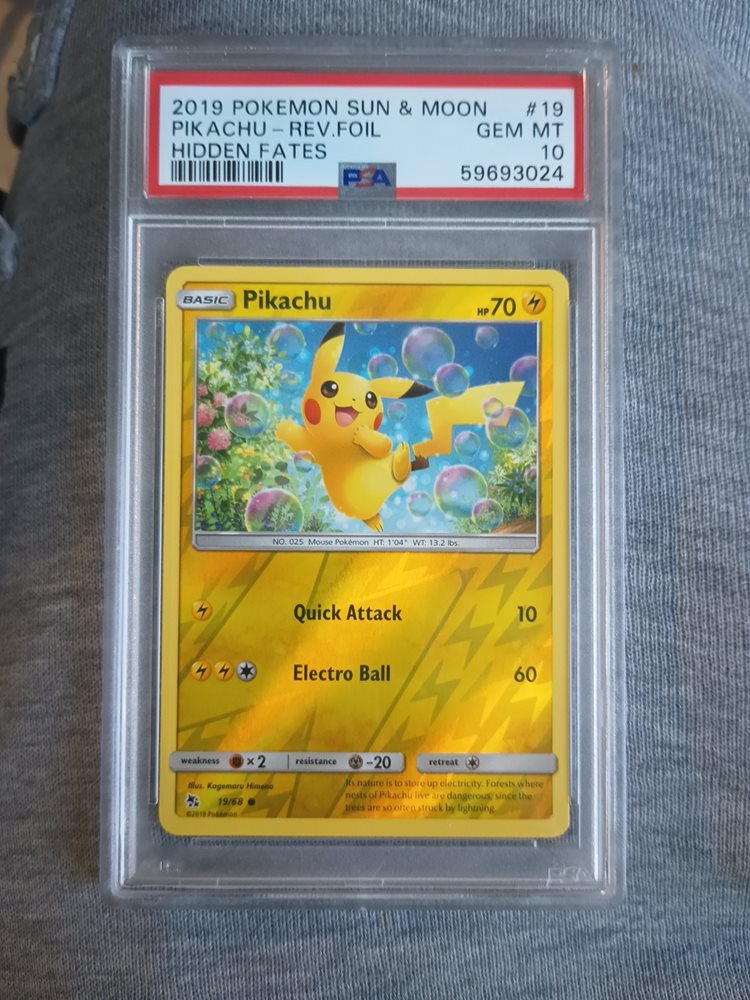 2019 POKEMON SUN & MOON #19
PIKACHU - REV.FOIL GEM MT
HIDDEN FATES 10
PSA 59693024
BASIC Pikachu HP 70
NO. 025 Mouse Pokémon HT: 1'04" WT: 13.2 lbs.
Quick Attack 10
Electro Ball 60
weakness ×2 resistance -20 retreat
Illus. Kagemaru Himeno
19/68
©2019 Pokémon
Its nature is to store up electricity. Forests where
nests of Pikachu live are dangerous, since the
trees are so often struck by lightning.
PSA